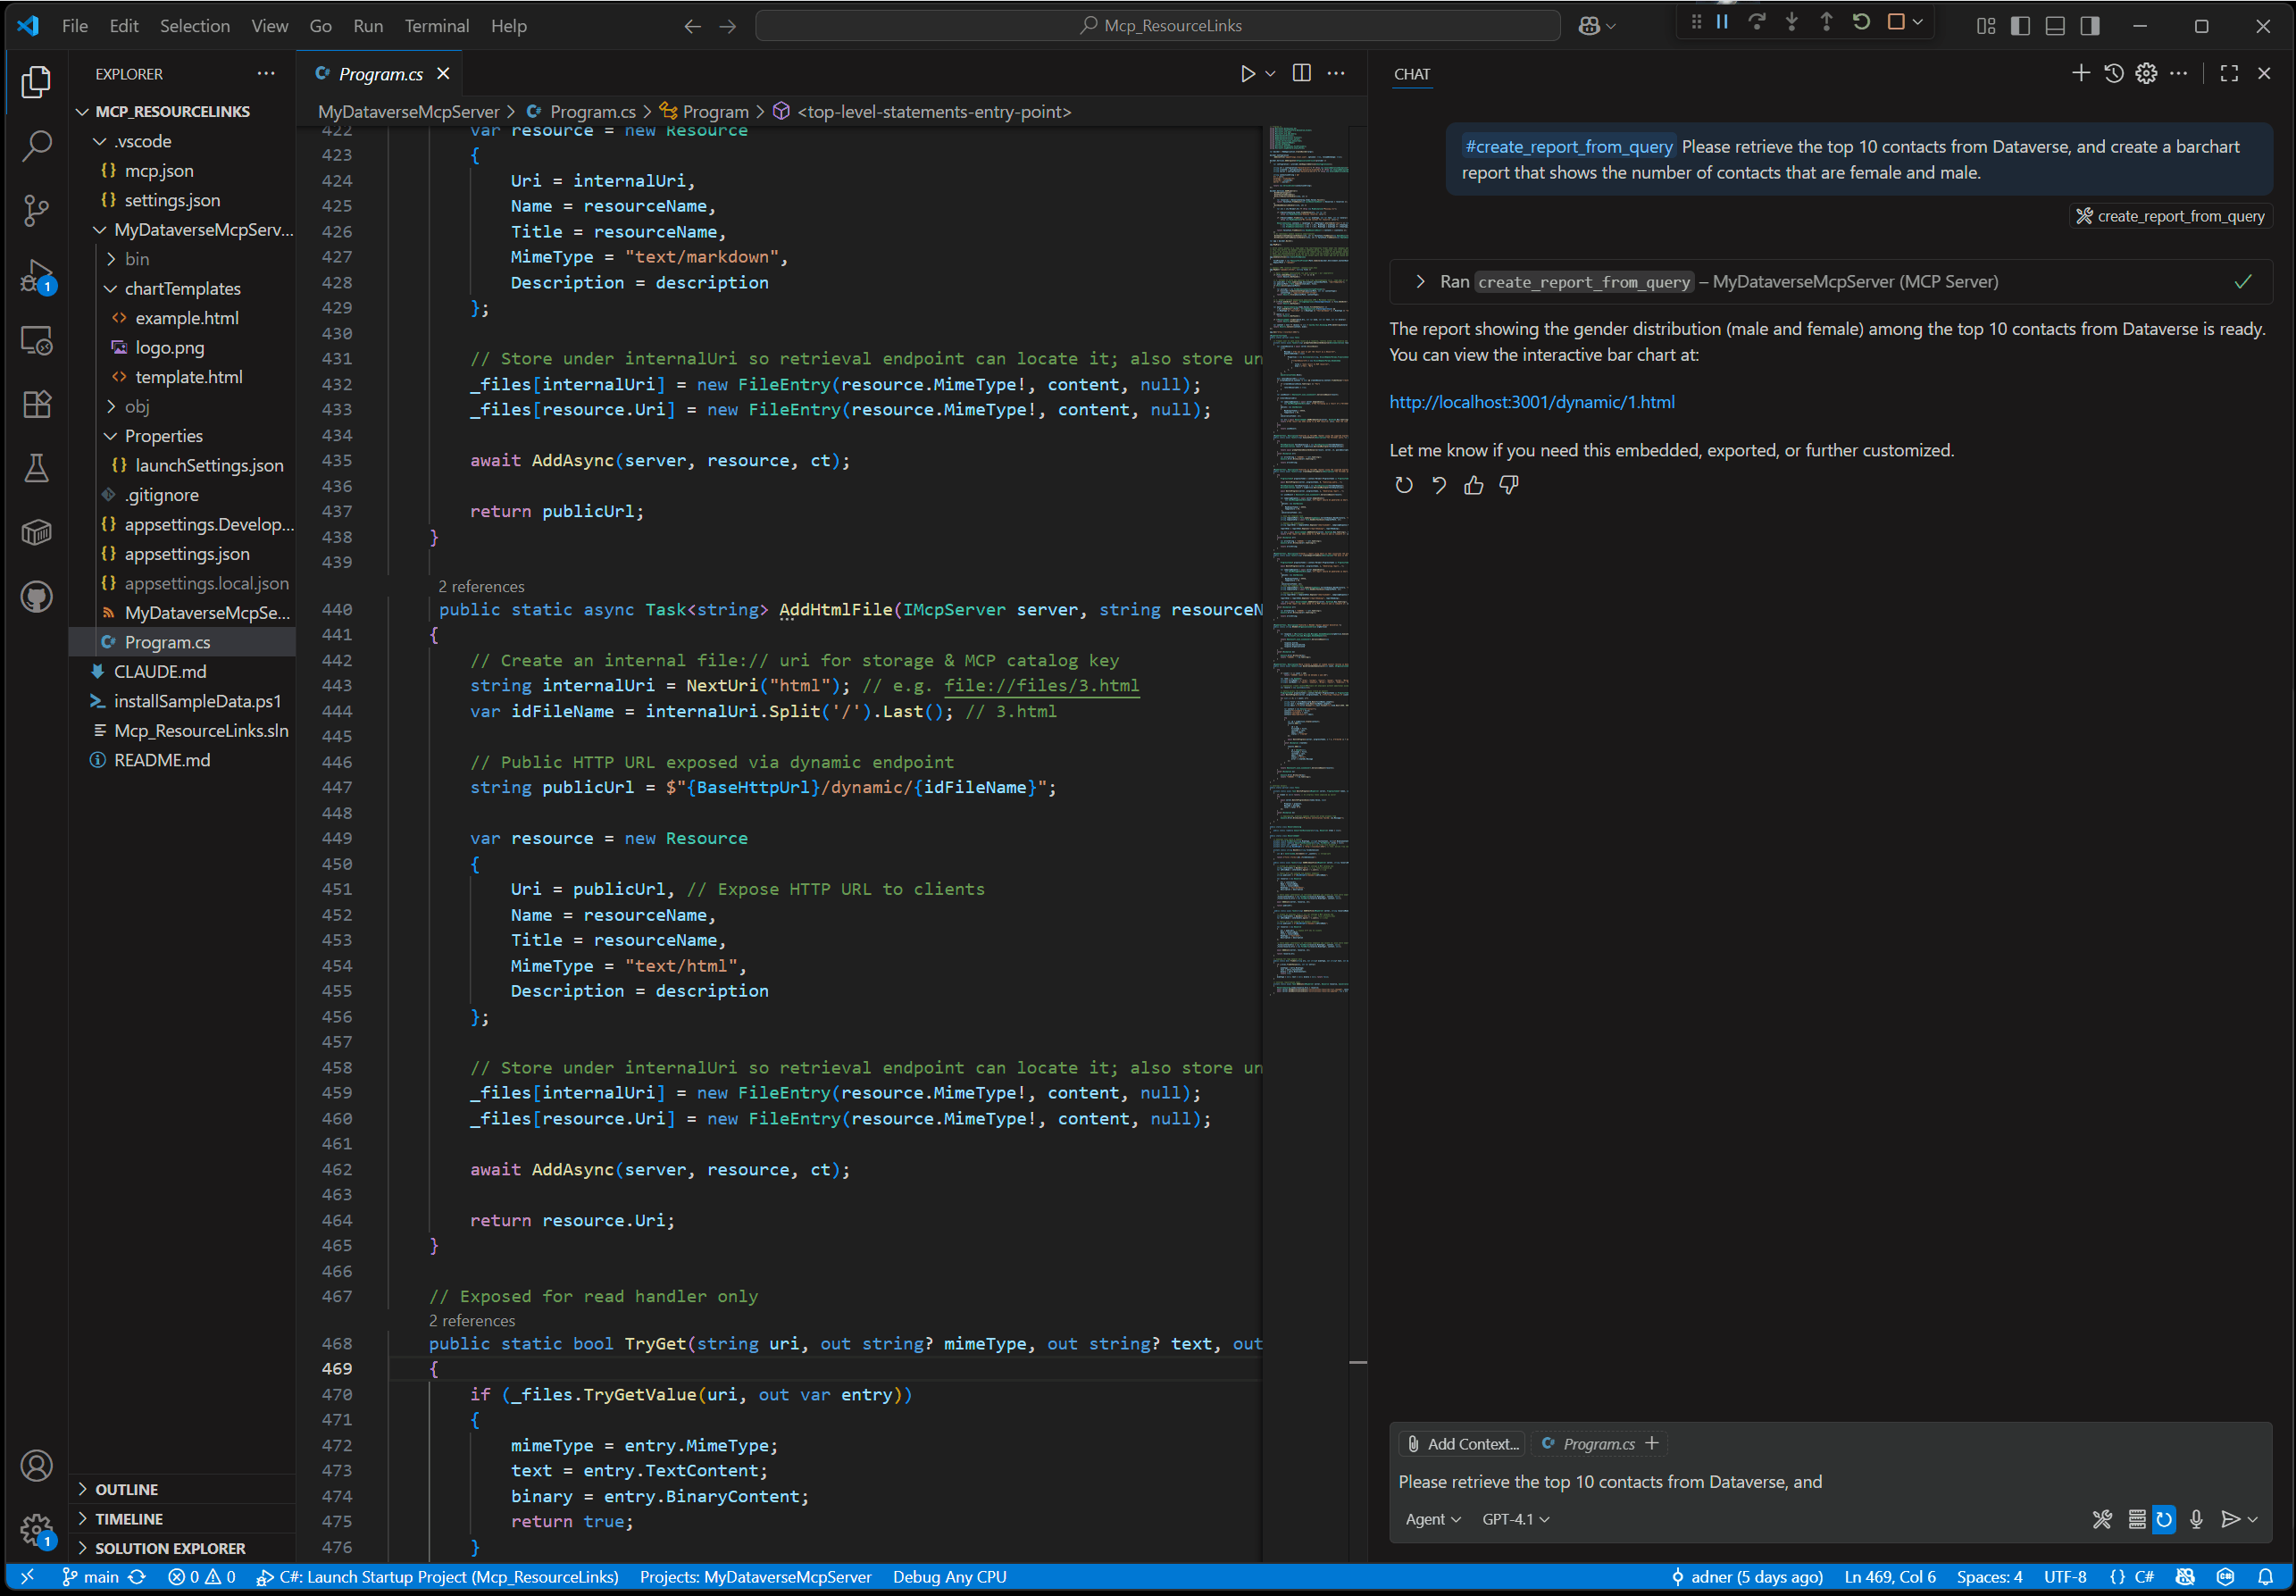 File Edit Selection View Go Run Terminal Help
Mcp_ResourceLinks
EXPLORER
MCP_RESOURCELINKS
.vscode
{} mcp.json
{} settings.json
MyDataverseMcpServ...
bin
chartTemplates
<> example.html
logo.png
<> template.html
obj
Properties
{} launchSettings.json
.gitignore
{} appsettings.Develop...
{} appsettings.json
{} appsettings.local.json
MyDataverseMcpSe...
C# Program.cs
CLAUDE.md
installSampleData.ps1
Mcp_ResourceLinks.sln
README.md
OUTLINE
TIMELINE
SOLUTION EXPLORER
1
1
C# Program.cs
MyDataverseMcpServer > C# Program.cs > Program > <top-level-statements-entry-point>
422 var resource = new Resource
423 {
424 Uri = internalUri,
425 Name = resourceName,
426 Title = resourceName,
427 MimeType = "text/markdown",
428 Description = description
429 };
430
431 // Store under internalUri so retrieval endpoint can locate it; also store un
432 _files[internalUri] = new FileEntry(resource.MimeType!, content, null);
433 _files[resource.Uri] = new FileEntry(resource.MimeType!, content, null);
434
435 await AddAsync(server, resource, ct);
436
437 return publicUrl;
438 }
439
2 references
440 public static async Task<string> AddHtmlFile(IMcpServer server, string resourceN
441 {
442 // Create an internal file:// uri for storage & MCP catalog key
443 string internalUri = NextUri("html"); // e.g. file://files/3.html
444 var idFileName = internalUri.Split('/').Last(); // 3.html
445
446 // Public HTTP URL exposed via dynamic endpoint
447 string publicUrl = $"{BaseHttpUrl}/dynamic/{idFileName}";
448
449 var resource = new Resource
450 {
451 Uri = publicUrl, // Expose HTTP URL to clients
452 Name = resourceName,
453 Title = resourceName,
454 MimeType = "text/html",
455 Description = description
456 };
457
458 // Store under internalUri so retrieval endpoint can locate it; also store un
459 _files[internalUri] = new FileEntry(resource.MimeType!, content, null);
460 _files[resource.Uri] = new FileEntry(resource.MimeType!, content, null);
461
462 await AddAsync(server, resource, ct);
463
464 return resource.Uri;
465 }
466
467 // Exposed for read handler only
2 references
468 public static bool TryGet(string uri, out string? mimeType, out string? text, out
469 {
470 if (_files.TryGetValue(uri, out var entry))
471 {
472 mimeType = entry.MimeType;
473 text = entry.TextContent;
474 binary = entry.BinaryContent;
475 return true;
476 }
CHAT
#create_report_from_query Please retrieve the top 10 contacts from Dataverse, and create a barchart
report that shows the number of contacts that are female and male.
create_report_from_query
Ran create_report_from_query – MyDataverseMcpServer (MCP Server)
The report showing the gender distribution (male and female) among the top 10 contacts from Dataverse is ready.
You can view the interactive bar chart at:
http://localhost:3001/dynamic/1.html
Let me know if you need this embedded, exported, or further customized.
Add Context... C# Program.cs
Please retrieve the top 10 contacts from Dataverse, and
Agent GPT-4.1
main 0 0 C#: Launch Startup Project (Mcp_ResourceLinks) Projects: MyDataverseMcpServer Debug Any CPU adner (5 days ago) Ln 469, Col 6 Spaces: 4 UTF-8 {} C#